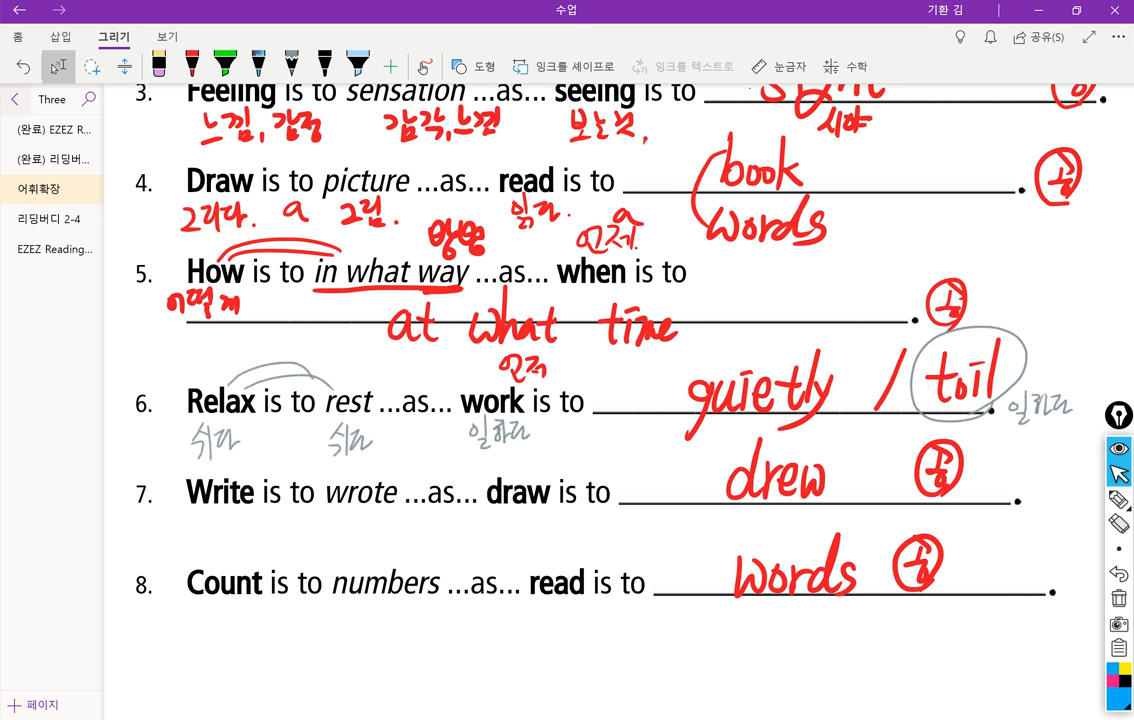 수업
기환 김
홈 삽입 그리기 보기
공유(S)
도형 잉크를 셰이프로 잉크를 텍스트로 눈금자 수학
Three
(완료) EZEZ R...
(완료) 리딩버...
어휘확장
리딩버디 2-4
EZEZ Reading...
페이지
3. Feeling is to sensation ...as... seeing is to sight.
느낌, 감정 감각, 느낀 보는것, 시야
book
4. Draw is to picture ...as... read is to .
words
그리다. a 그림. 읽다. a
언제.
5. How is to in what way ...as... when is to
어떻게
at what time .
언제
6. Relax is to rest ...as... work is to quietly / toil.
쉬다 쉬다 일하다 일하다
7. Write is to wrote ...as... draw is to drew.
8. Count is to numbers ...as... read is to words.